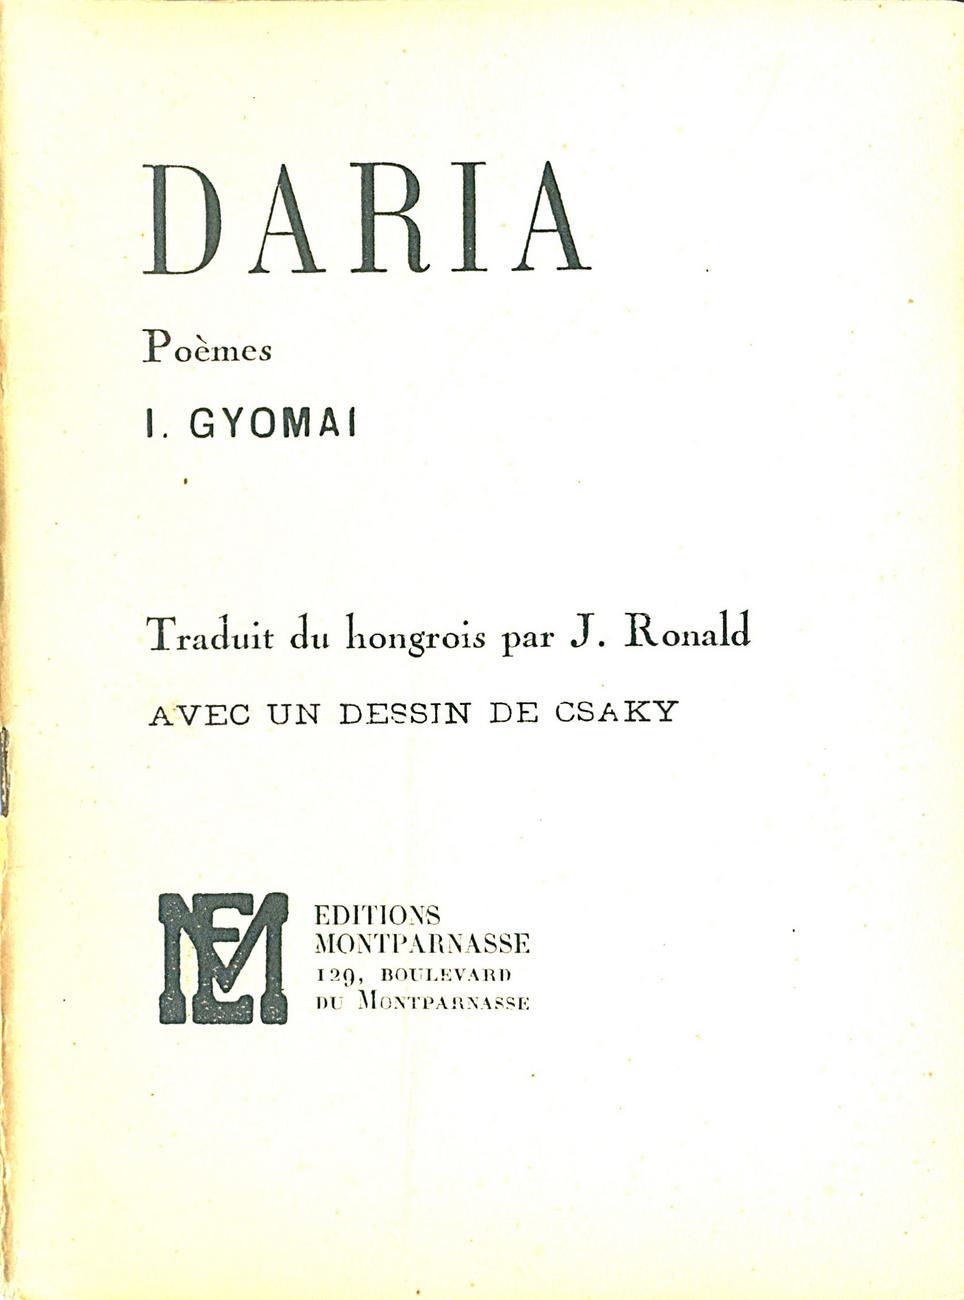 DARIA
Poèmes
I. GYOMAI
Traduit du hongrois par J. Ronald
AVEC UN DESSIN DE CSAKY
EM
EDITIONS
MONTPARNASSE
129, BOULEVARD
DU MONTPARNASSE